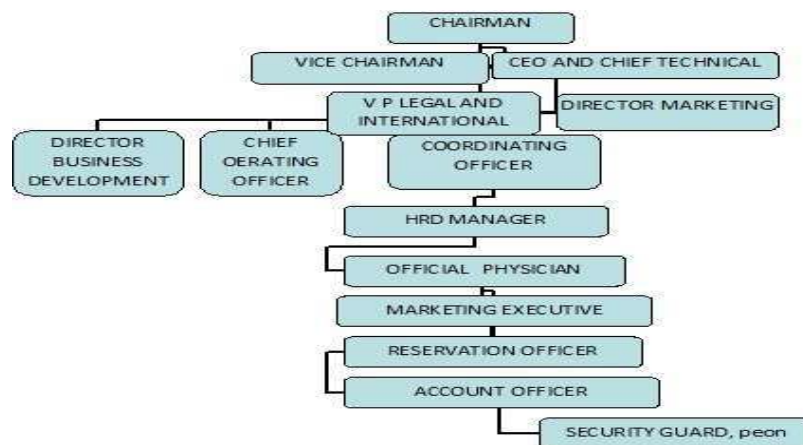 CHAIRMAN
VICE CHAIRMAN
CEO AND CHIEF TECHNICAL
V P LEGAL AND
INTERNATIONAL
DIRECTOR MARKETING
DIRECTOR
BUSINESS
DEVELOPMENT
CHIEF
OERATING
OFFICER
COORDINATING
OFFICER
HRD MANAGER
OFFICIAL PHYSICIAN
MARKETING EXECUTIVE
RESERVATION OFFICER
ACCOUNT OFFICER
SECURITY GUARD, peon